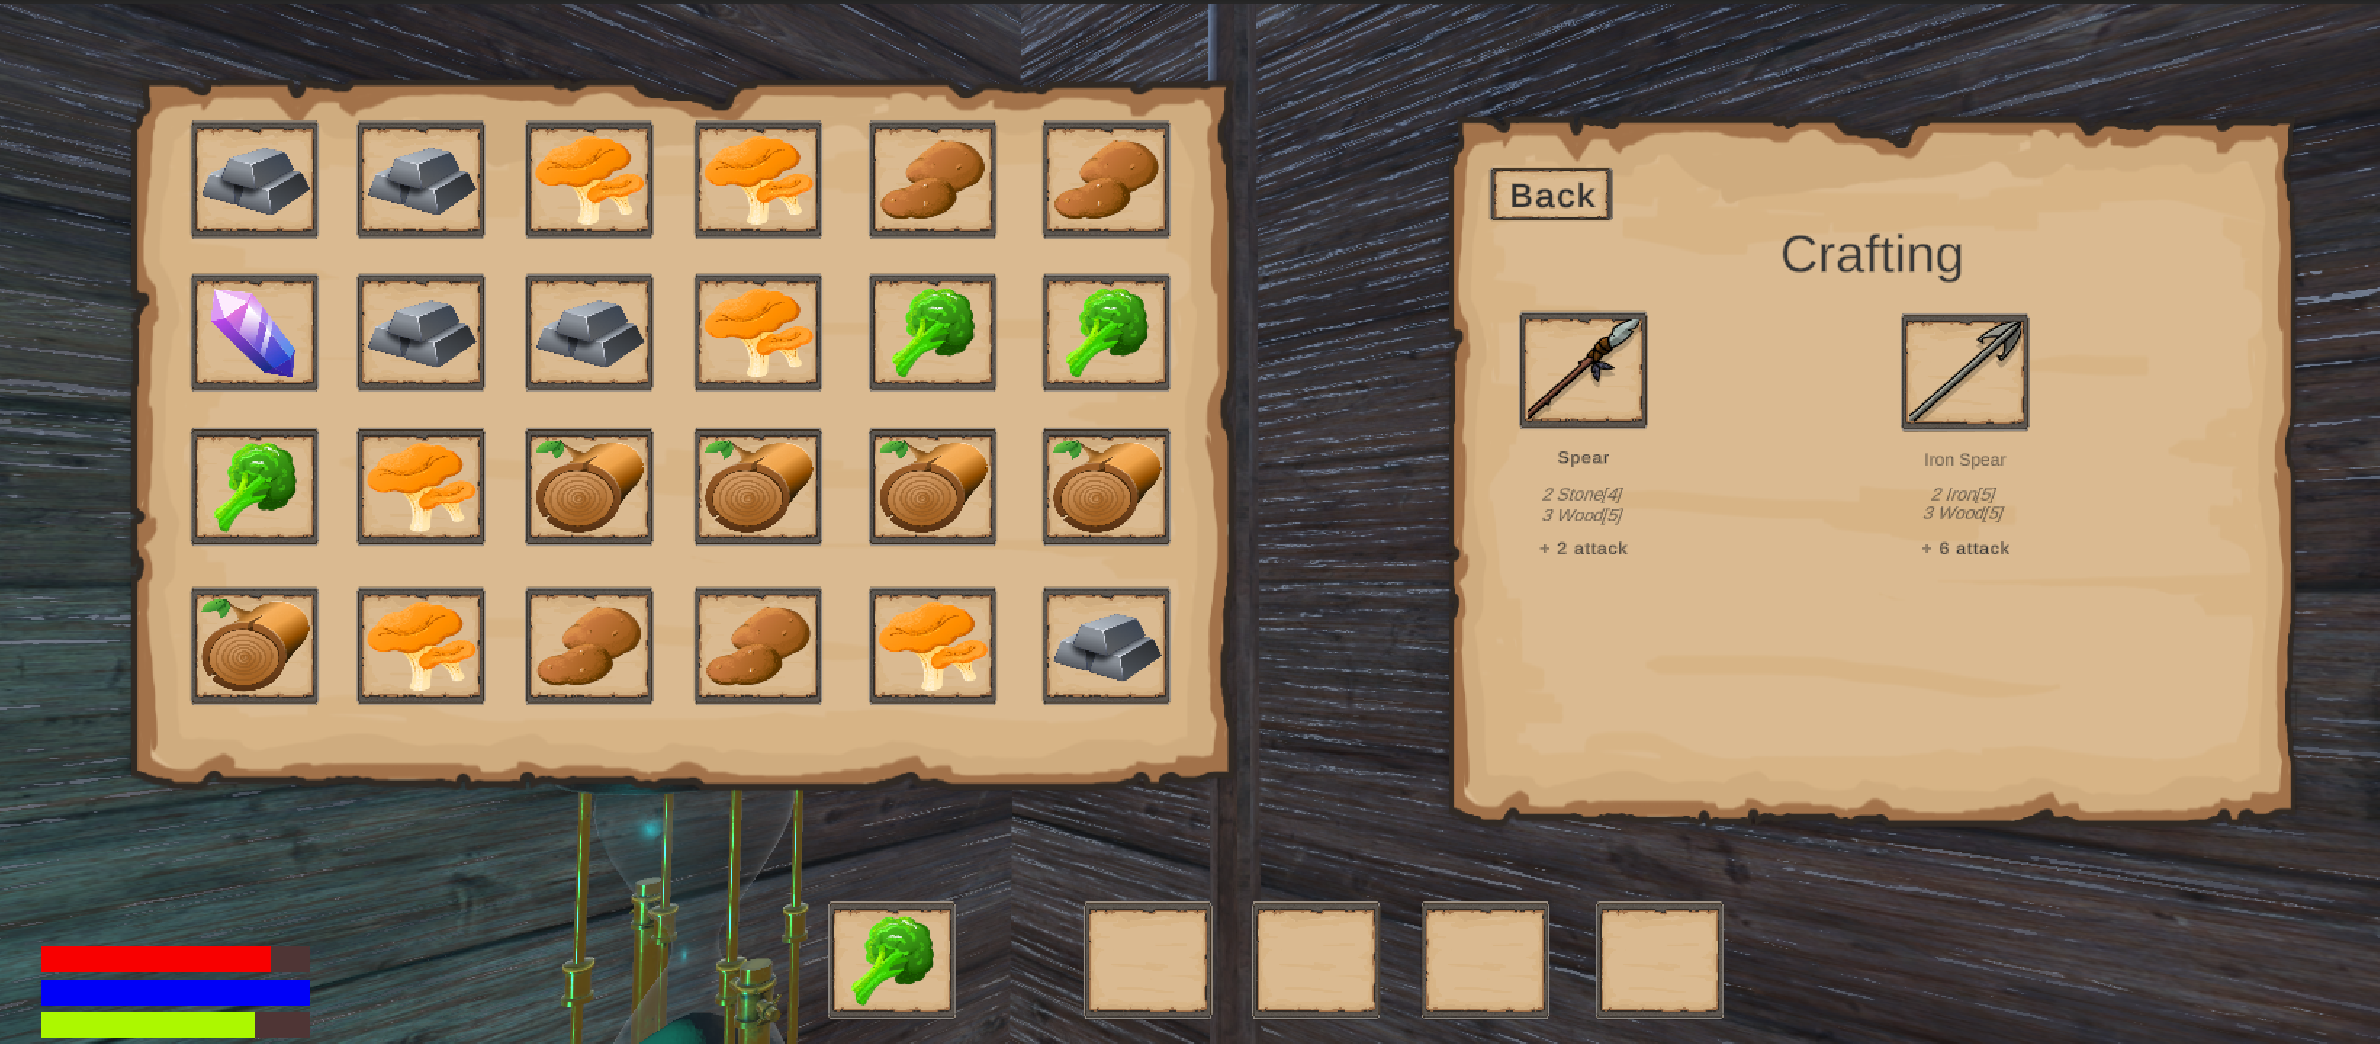 Back
Crafting
Spear
2 Stone[4]
3 Wood[5]
+ 2 attack
Iron Spear
2 Iron[5]
3 Wood[5]
+ 6 attack